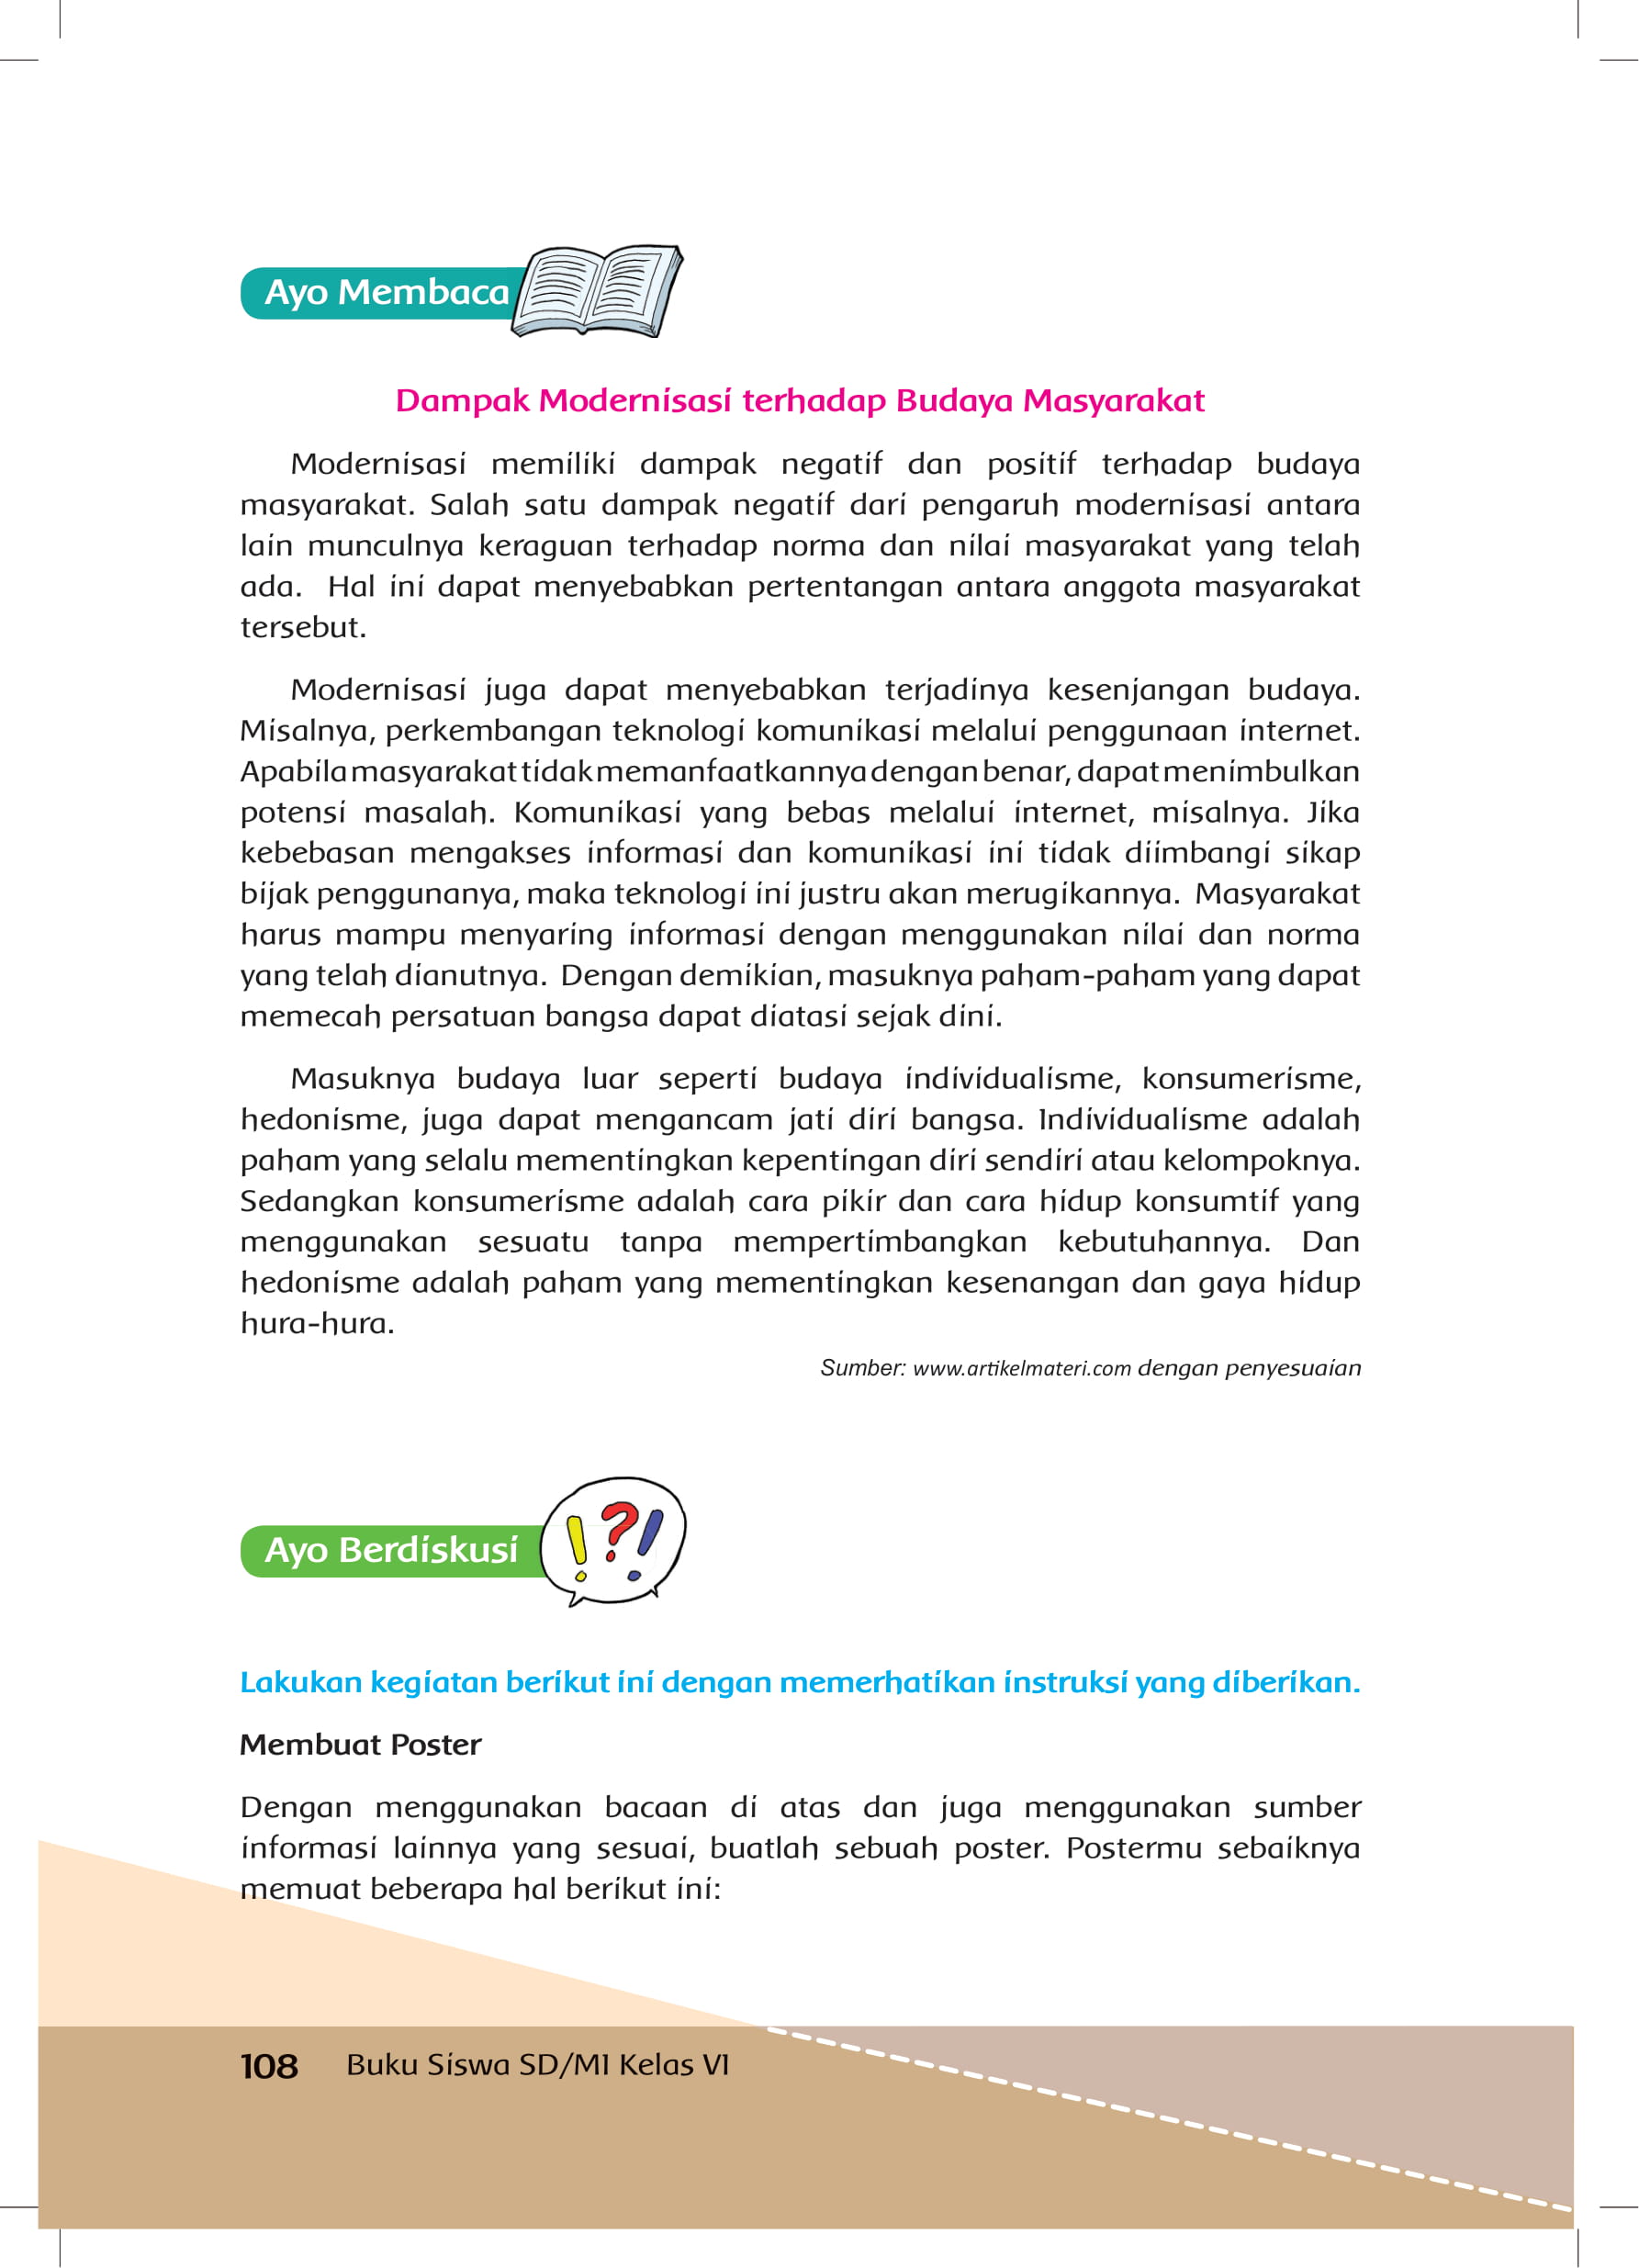 Ayo Membaca
Dampak Modernisasi terhadap Budaya Masyarakat
Modernisasi memiliki dampak negatif dan positif terhadap budaya
masyarakat. Salah satu dampak negatif dari pengaruh modernisasi antara
lain munculnya keraguan terhadap norma dan nilai masyarakat yang telah
ada. Hal ini dapat menyebabkan pertentangan antara anggota masyarakat
tersebut.
Modernisasi juga dapat menyebabkan terjadinya kesenjangan budaya.
Misalnya, perkembangan teknologi komunikasi melalui penggunaan internet.
Apabila masyarakat tidak memanfaatkannya dengan benar, dapat menimbulkan
potensi masalah. Komunikasi yang bebas melalui internet, misalnya. Jika
kebebasan mengakses informasi dan komunikasi ini tidak diimbangi sikap
bijak penggunanya, maka teknologi ini justru akan merugikannya. Masyarakat
harus mampu menyaring informasi dengan menggunakan nilai dan norma
yang telah dianutnya. Dengan demikian, masuknya paham-paham yang dapat
memecah persatuan bangsa dapat diatasi sejak dini.
Masuknya budaya luar seperti budaya individualisme, konsumerisme,
hedonisme, juga dapat mengancam jati diri bangsa. Individualisme adalah
paham yang selalu mementingkan kepentingan diri sendiri atau kelompoknya.
Sedangkan konsumerisme adalah cara pikir dan cara hidup konsumtif yang
menggunakan sesuatu tanpa mempertimbangkan kebutuhannya. Dan
hedonisme adalah paham yang mementingkan kesenangan dan gaya hidup
hura-hura.
Sumber: www.artikelmateri.com dengan penyesuaian
Ayo Berdiskusi
Lakukan kegiatan berikut ini dengan memerhatikan instruksi yang diberikan.
Membuat Poster
Dengan menggunakan bacaan di atas dan juga menggunakan sumber
informasi lainnya yang sesuai, buatlah sebuah poster. Postermu sebaiknya
memuat beberapa hal berikut ini:
108 Buku Siswa SD/MI Kelas VI